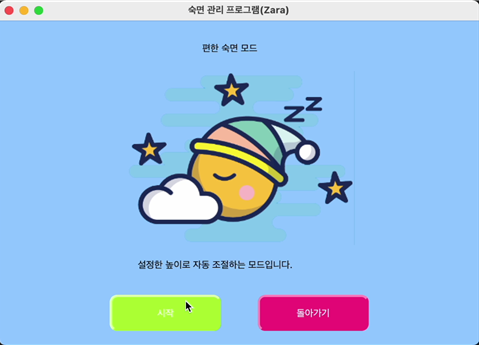 숙면 관리 프로그램(Zara)
편한 숙면 모드
Z Z
설정한 높이로 자동 조절하는 모드입니다.
시작
돌아가기